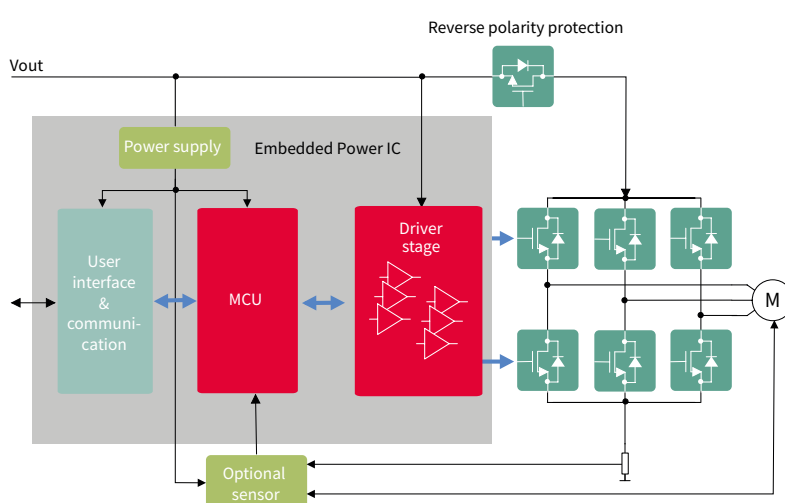 Reverse polarity protection
Vout
Power supply
Embedded Power IC
User
interface
&
communi-
cation
MCU
Driver
stage
M
Optional
sensor